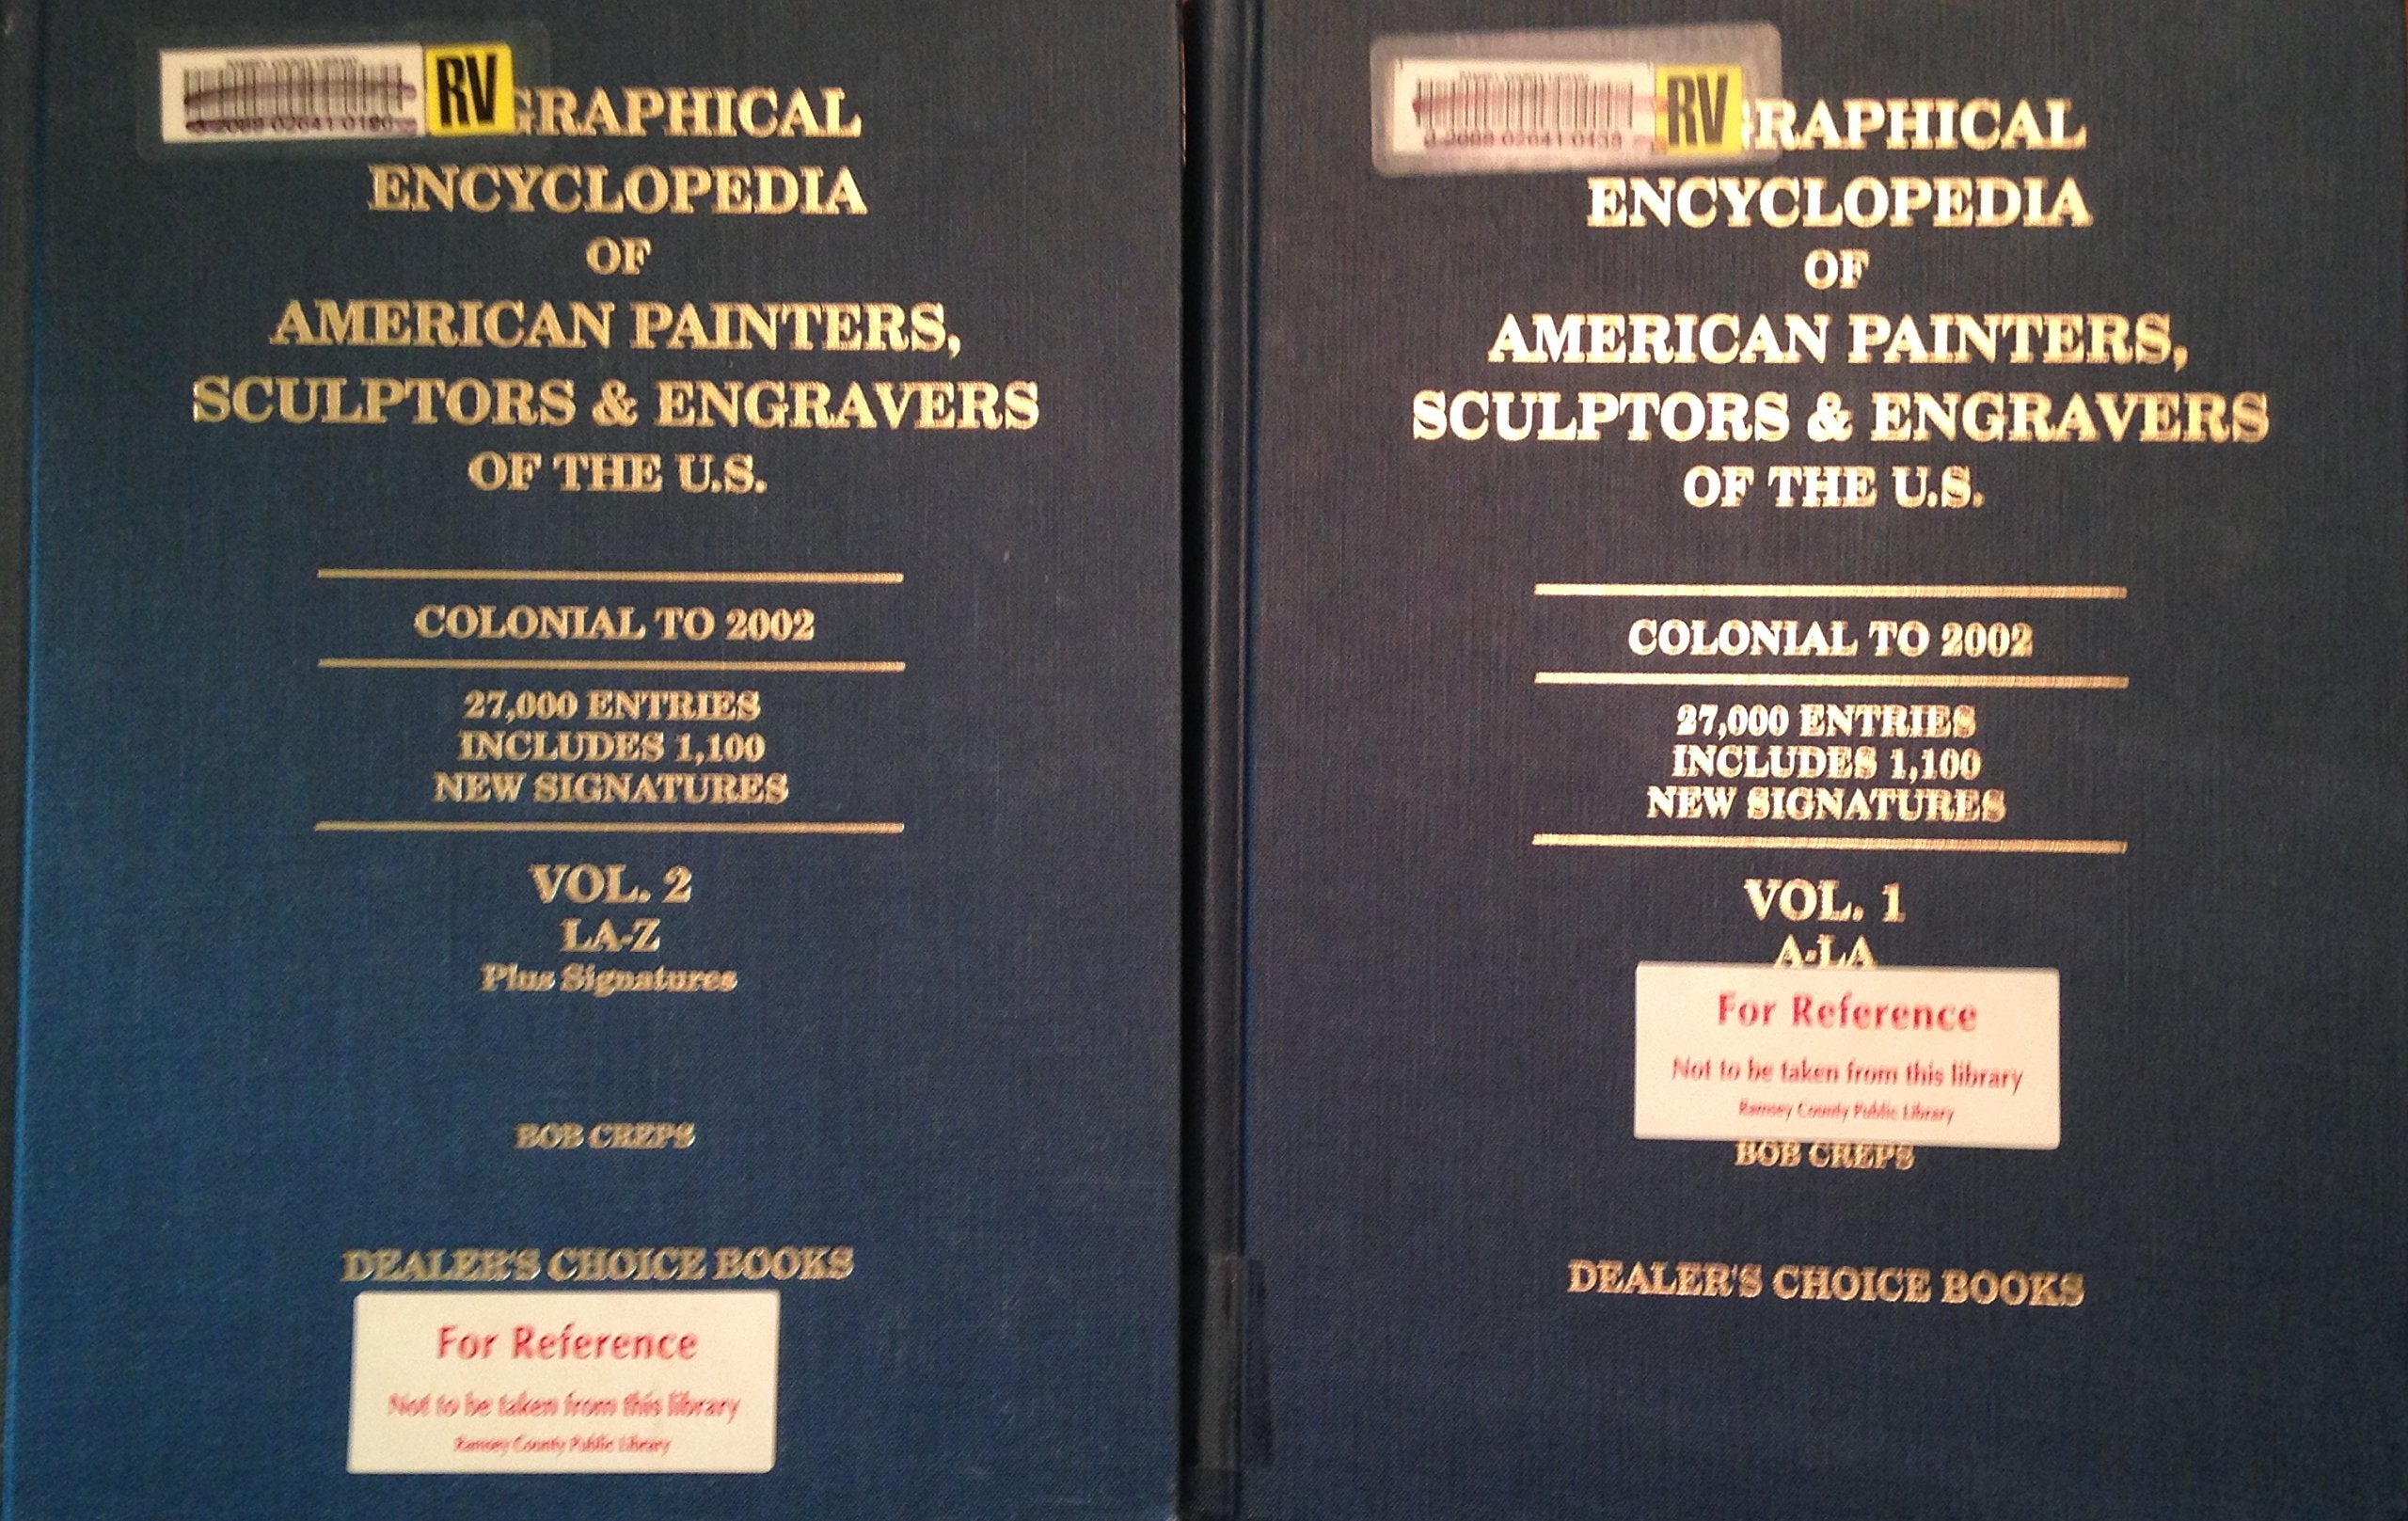 RV
GRAPHICAL
ENCYCLOPEDIA
OF
AMERICAN PAINTERS,
SCULPTORS & ENGRAVERS
OF THE U.S.
COLONIAL TO 2002
27,000 ENTRIES
INCLUDES 1,100
NEW SIGNATURES
VOL. 2
LA-Z
Plus Signatures
BOB CREPS
DEALER'S CHOICE BOOKS
For Reference
Not to be taken from this library
Ramsey County Public Library
RV
GRAPHICAL
ENCYCLOPEDIA
OF
AMERICAN PAINTERS,
SCULPTORS & ENGRAVERS
OF THE U.S.
COLONIAL TO 2002
27,000 ENTRIES
INCLUDES 1,100
NEW SIGNATURES
VOL. 1
A-LA
For Reference
Not to be taken from this library
Ramsey County Public Library
BOB CREPS
DEALER'S CHOICE BOOKS